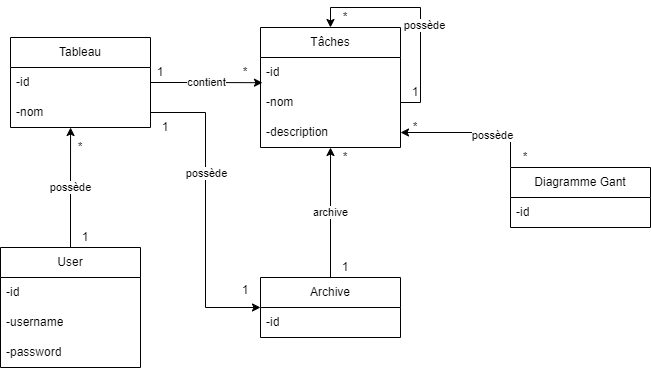 *
possède
Tableau
Tâches
1
contient
*
-id
-id
-nom
-nom
1
1
-description
*
possède
*
possède
*
*
Diagramme Gant
possède
-id
archive
1
1
User
1
Archive
-id
-id
-username
-password